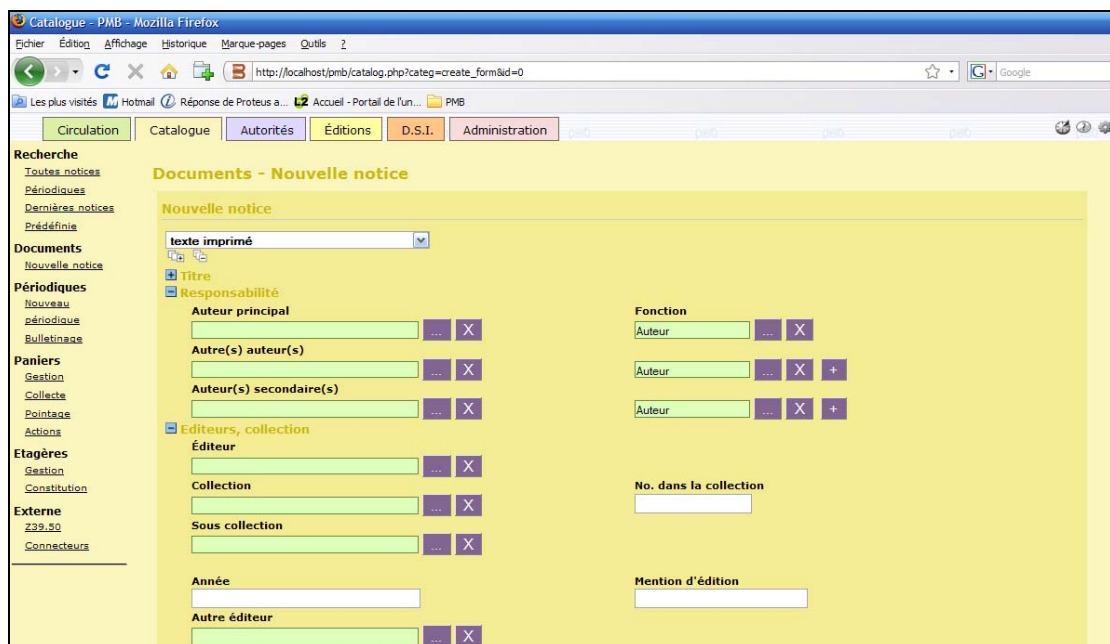 Catalogue - PMB - Mozilla Firefox
Fichier Édition Affichage Historique Marque-pages Outils ?
http://localhost/pmb/catalog.php?categ=create_form&id=0
Google
Les plus visités Hotmail Réponse de Proteus a... Accueil - Portail de l'un... PMB
Circulation Catalogue Autorités Éditions D.S.I. Administration
Recherche
Toutes notices
Périodiques
Dernières notices
Prédéfinie
Documents
Nouvelle notice
Périodiques
Nouveau
périodique
Bulletinage
Paniers
Gestion
Collecte
Pointage
Actions
Etagères
Gestion
Constitution
Externe
Z39.50
Connecteurs
Documents - Nouvelle notice
Nouvelle notice
texte imprimé
Titre
Responsabilité
Auteur principal Fonction
... X Auteur ... X
Autre(s) auteur(s)
... X Auteur ... X +
Auteur(s) secondaire(s)
... X Auteur ... X +
Editeurs, collection
Éditeur
... X
Collection No. dans la collection
... X
Sous collection
... X
Année Mention d'édition
Autre éditeur
... X